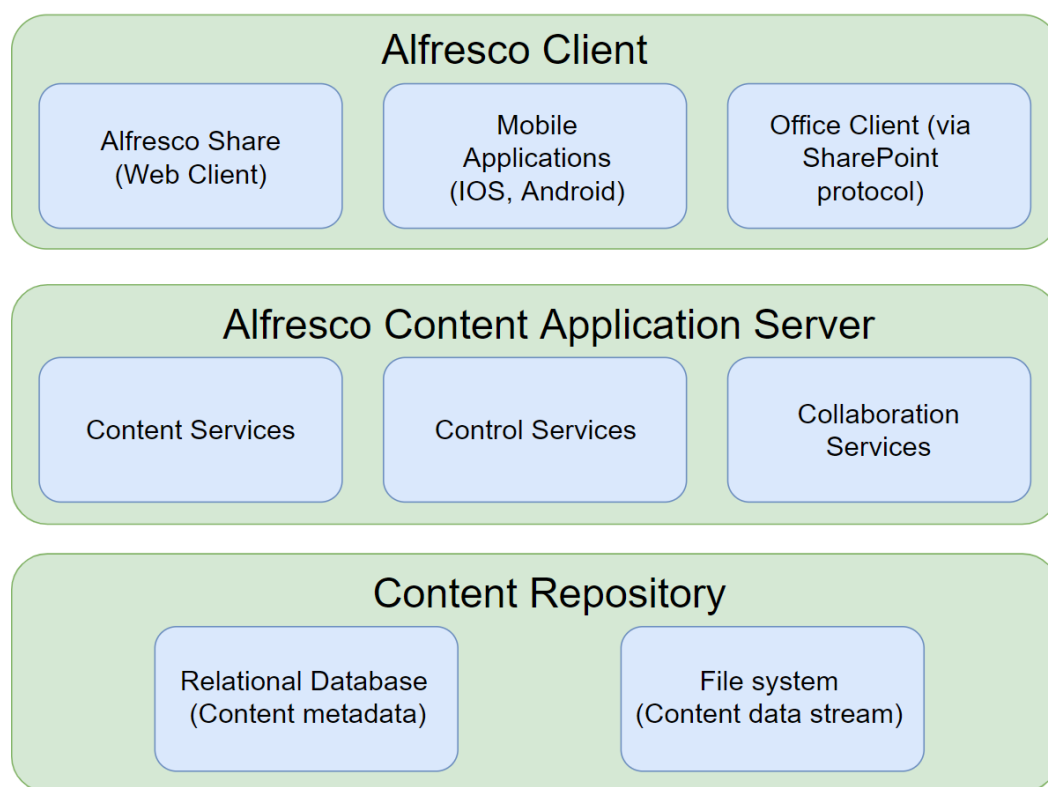 Alfresco Client
Alfresco Share
(Web Client)
Mobile
Applications
(IOS, Android)
Office Client (via
SharePoint
protocol)
Alfresco Content Application Server
Content Services
Control Services
Collaboration
Services
Content Repository
Relational Database
(Content metadata)
File system
(Content data stream)